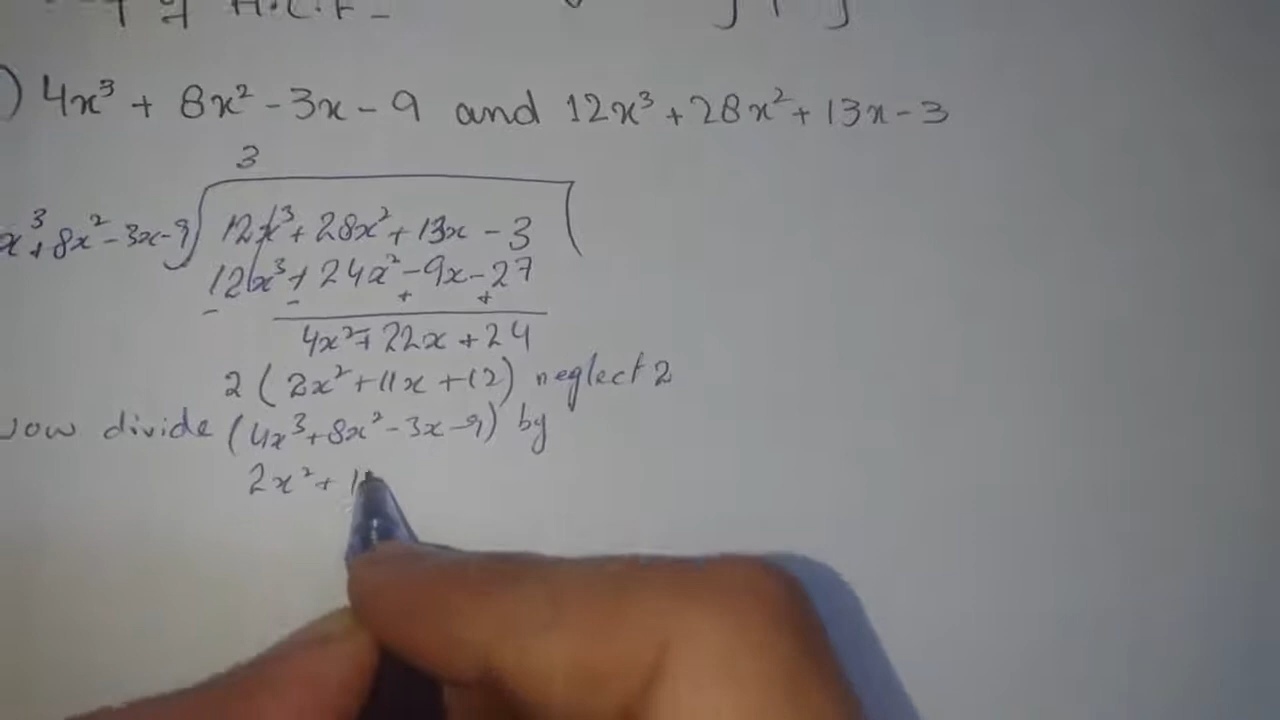 of H.C.F -
) 4x³ + 8x² - 3x - 9 and 12x³ + 28x² + 13x - 3
3
x³ + 8x² - 3x - 9 ) 12x³ + 28x² + 13x - 3 (
12x³ + 24x² - 9x - 27
- - + +
4x² + 22x + 24
2 (2x² + 11x + 12) neglect 2
now divide (4x³ + 8x² - 3x - 9) by
2x² + 1